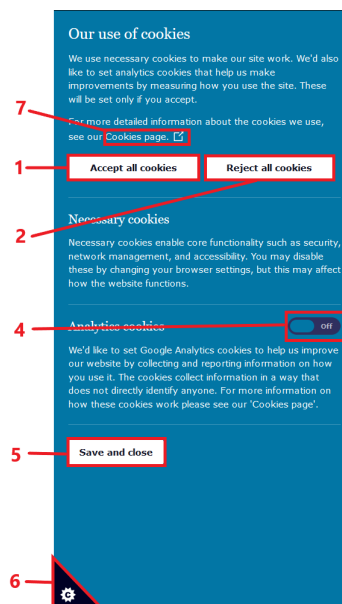 Our use of cookies
We use necessary cookies to make our site work. We'd also
like to set analytics cookies that help us make
improvements by measuring how you use the site. These
will be set only if you accept.
7
For more detailed information about the cookies we use,
see our Cookies page.
1
Accept all cookies
Reject all cookies
2
Necessary cookies
Necessary cookies enable core functionality such as security,
network management, and accessibility. You may disable
these by changing your browser settings, but this may affect
how the website functions.
4
Analytics cookies
Off
We'd like to set Google Analytics cookies to help us improve
our website by collecting and reporting information on how
you use it. The cookies collect information in a way that
does not directly identify anyone. For more information on
how these cookies work please see our 'Cookies page'.
5
Save and close
6